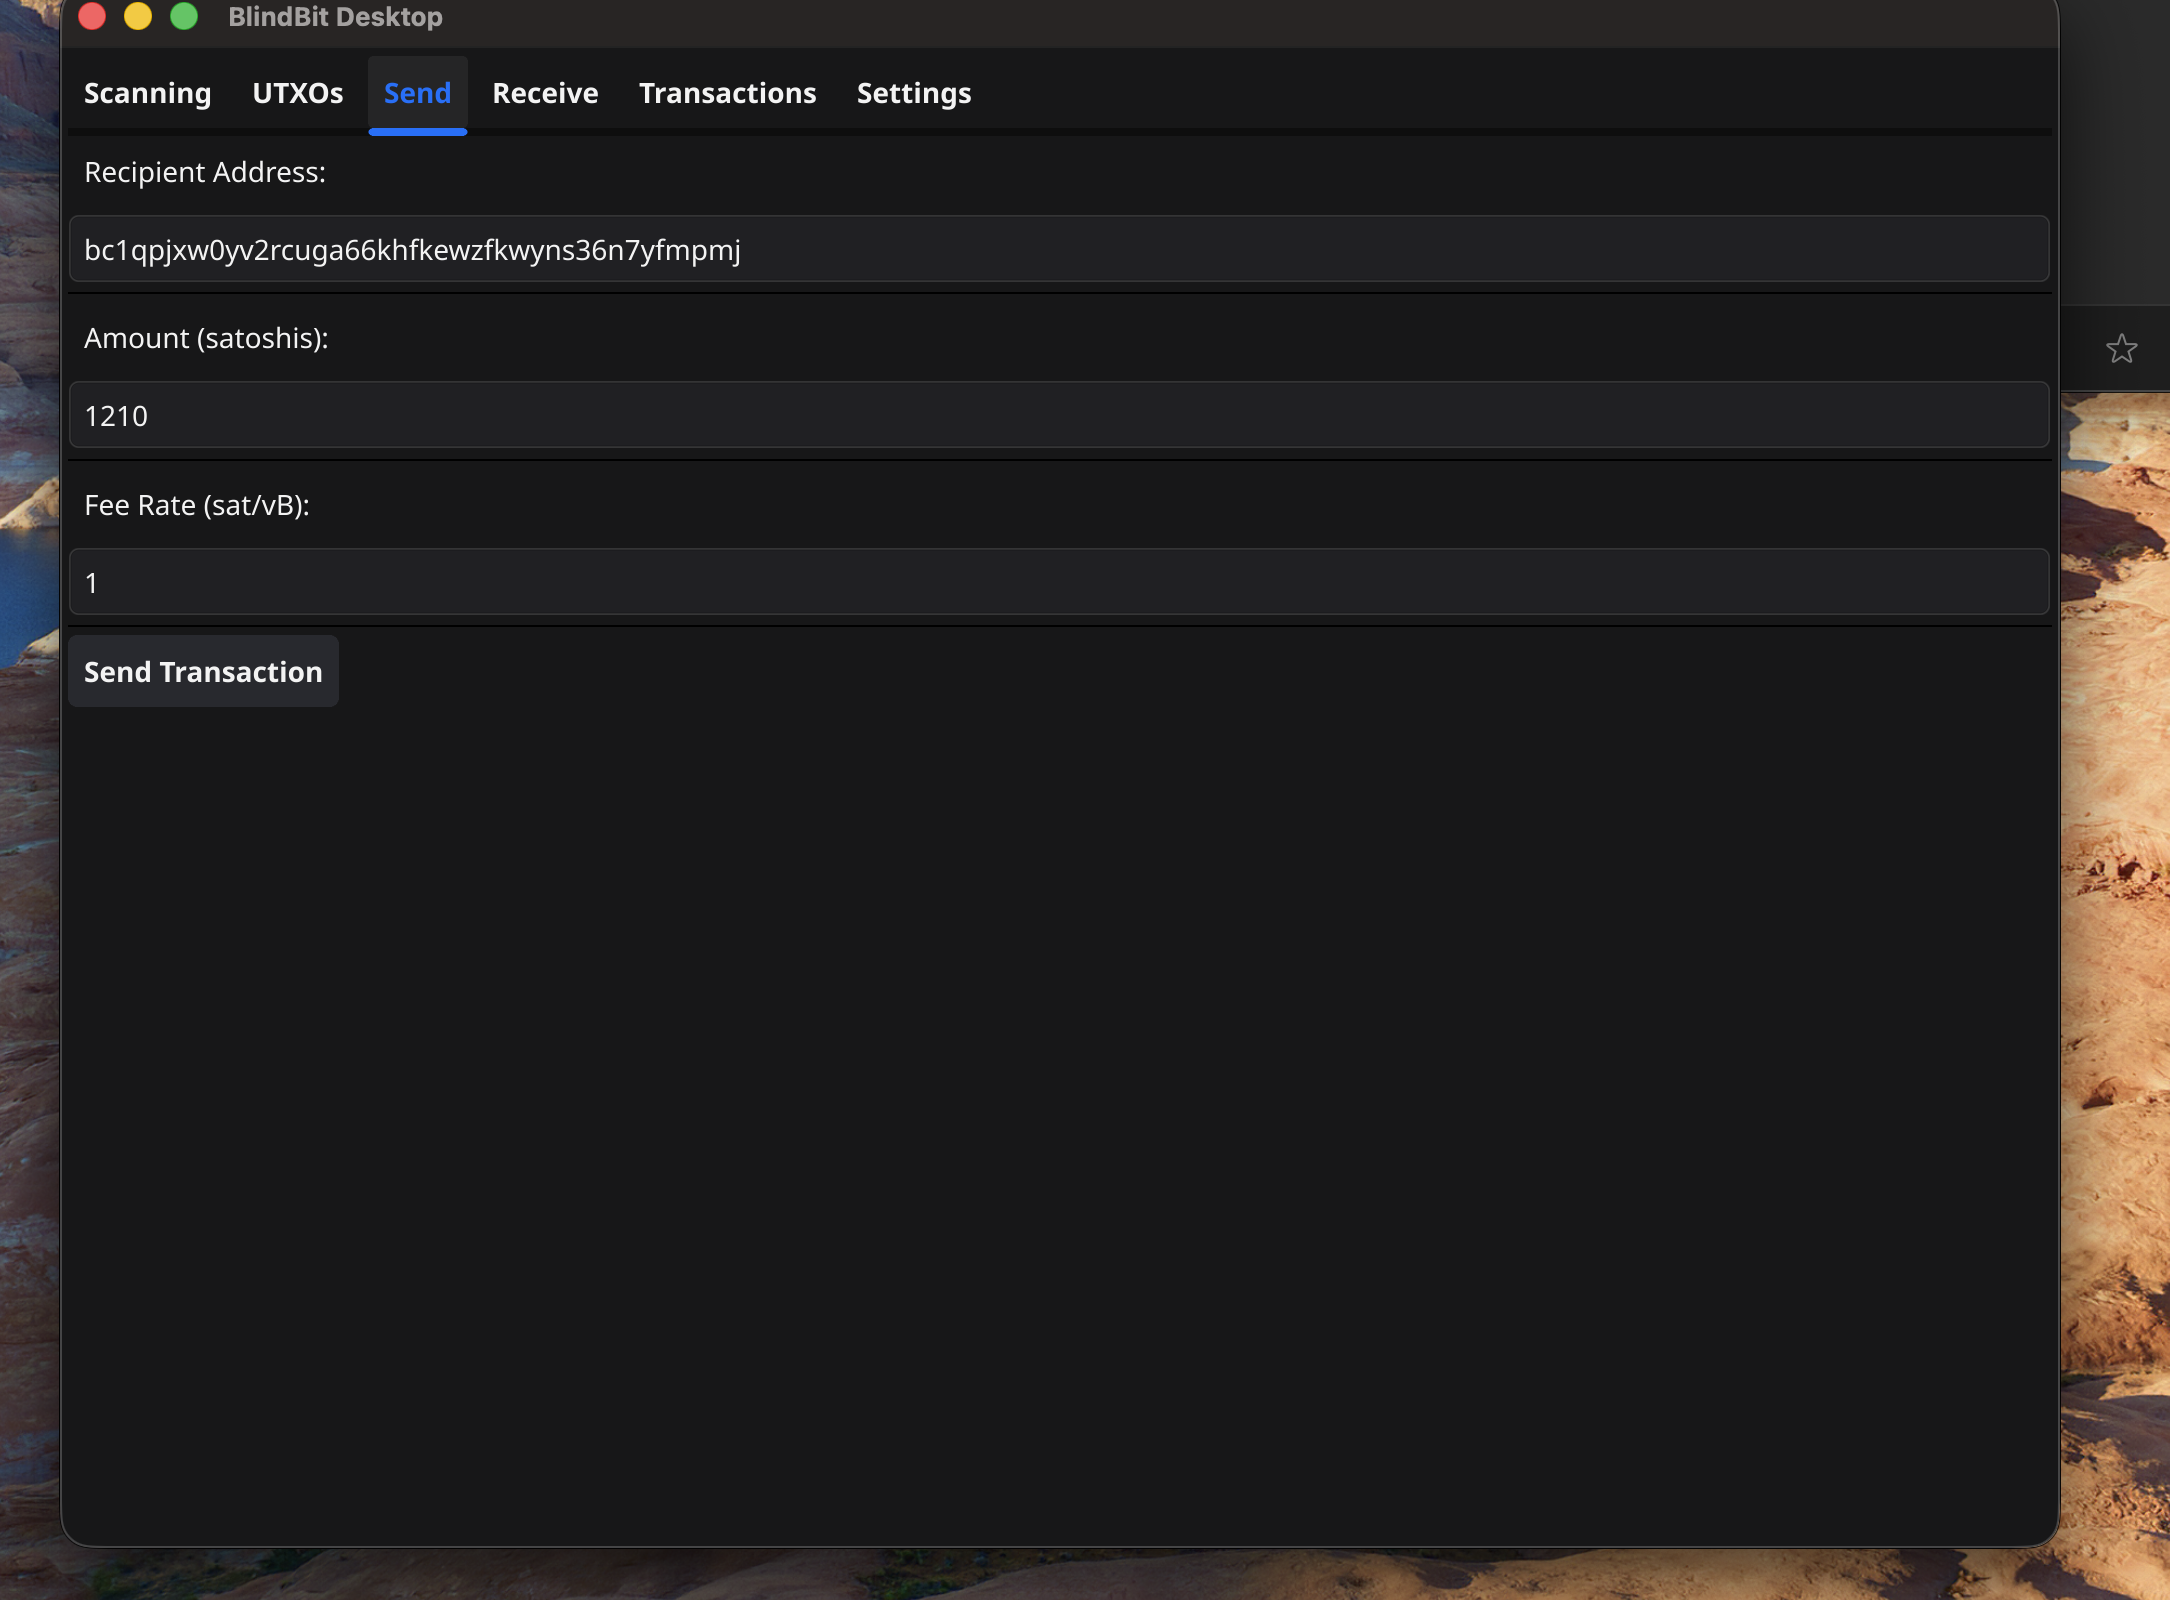 BlindBit Desktop
Scanning UTXOs Send Receive Transactions Settings
Recipient Address:
bc1qpjxw0yv2rcuga66khfkewzfkwyns36n7yfmpmj
Amount (satoshis):
1210
Fee Rate (sat/vB):
1
Send Transaction